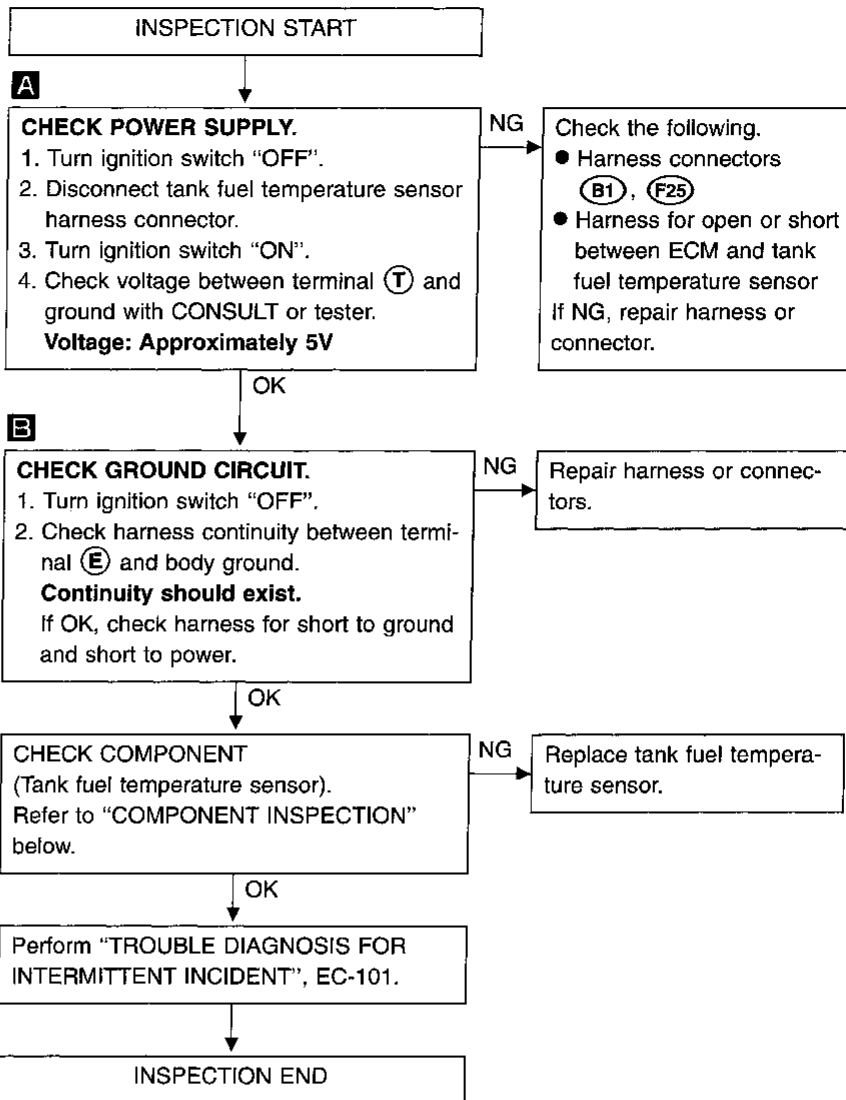 INSPECTION START
A
CHECK POWER SUPPLY.
1. Turn ignition switch “OFF”.
2. Disconnect tank fuel temperature sensor
harness connector.
3. Turn ignition switch “ON”.
4. Check voltage between terminal T and
ground with CONSULT or tester.
Voltage: Approximately 5V
NG
Check the following.
● Harness connectors
B1, F25
● Harness for open or short
between ECM and tank
fuel temperature sensor
If NG, repair harness or
connector.
OK
B
CHECK GROUND CIRCUIT.
1. Turn ignition switch “OFF”.
2. Check harness continuity between termi-
nal E and body ground.
Continuity should exist.
If OK, check harness for short to ground
and short to power.
NG
Repair harness or connec-
tors.
OK
CHECK COMPONENT
(Tank fuel temperature sensor).
Refer to “COMPONENT INSPECTION”
below.
NG
Replace tank fuel tempera-
ture sensor.
OK
Perform “TROUBLE DIAGNOSIS FOR
INTERMITTENT INCIDENT”, EC-101.
INSPECTION END